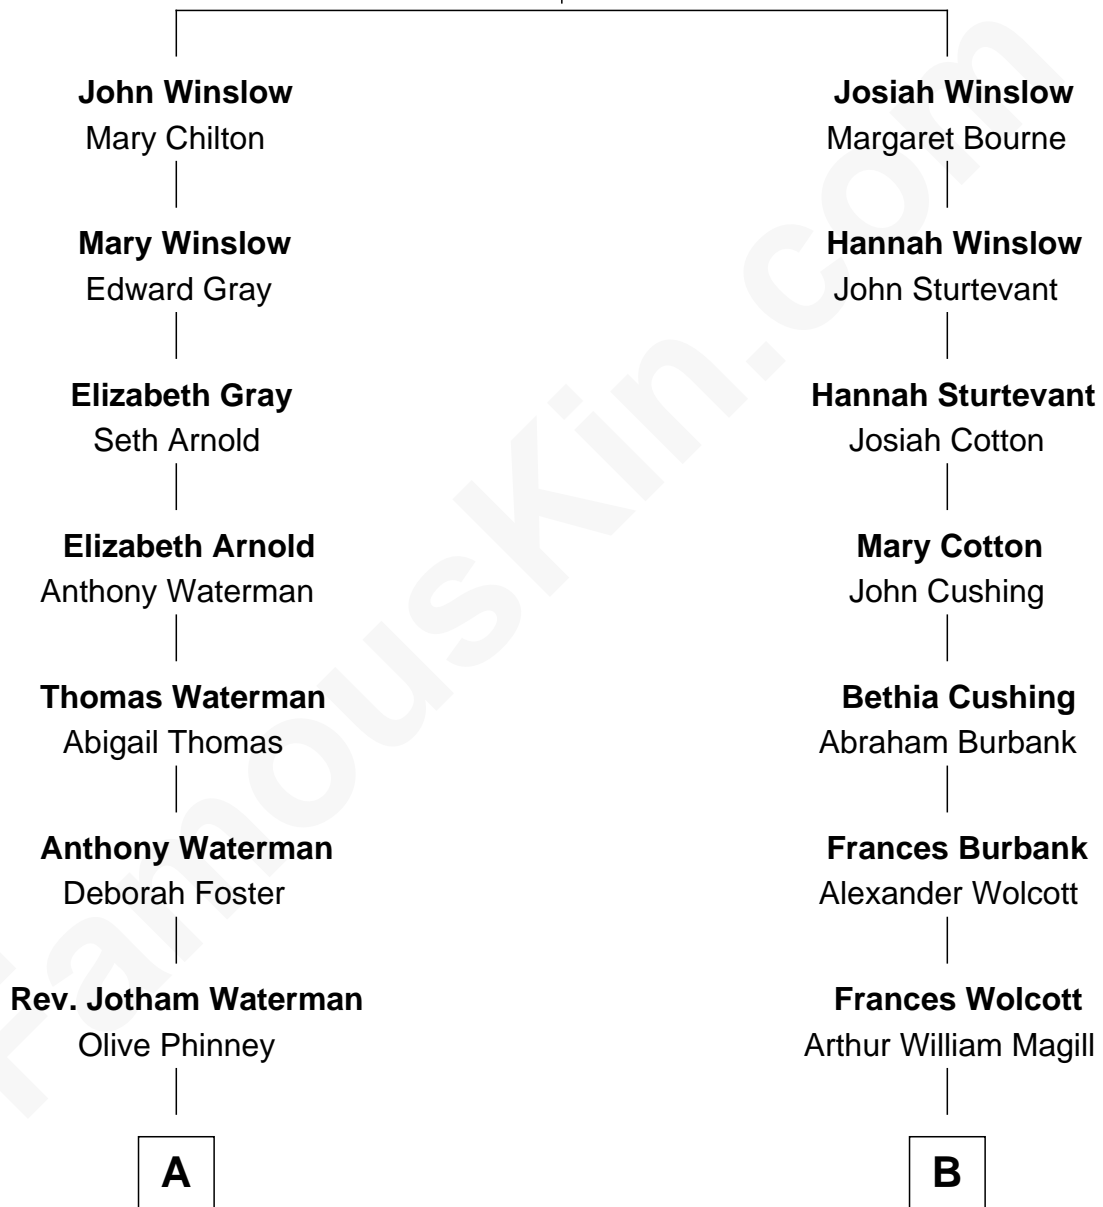 John Winslow
Mary Chilton
Mary Winslow
Edward Gray
Elizabeth Gray
Seth Arnold
Elizabeth Arnold
Anthony Waterman
Thomas Waterman
Abigail Thomas
Anthony Waterman
Deborah Foster
Rev. Jotham Waterman
Olive Phinney
A
Josiah Winslow
Margaret Bourne
Hannah Winslow
John Sturtevant
Hannah Sturtevant
Josiah Cotton
Mary Cotton
John Cushing
Bethia Cushing
Abraham Burbank
Frances Burbank
Alexander Wolcott
Frances Wolcott
Arthur William Magill
B
FamousKin.com